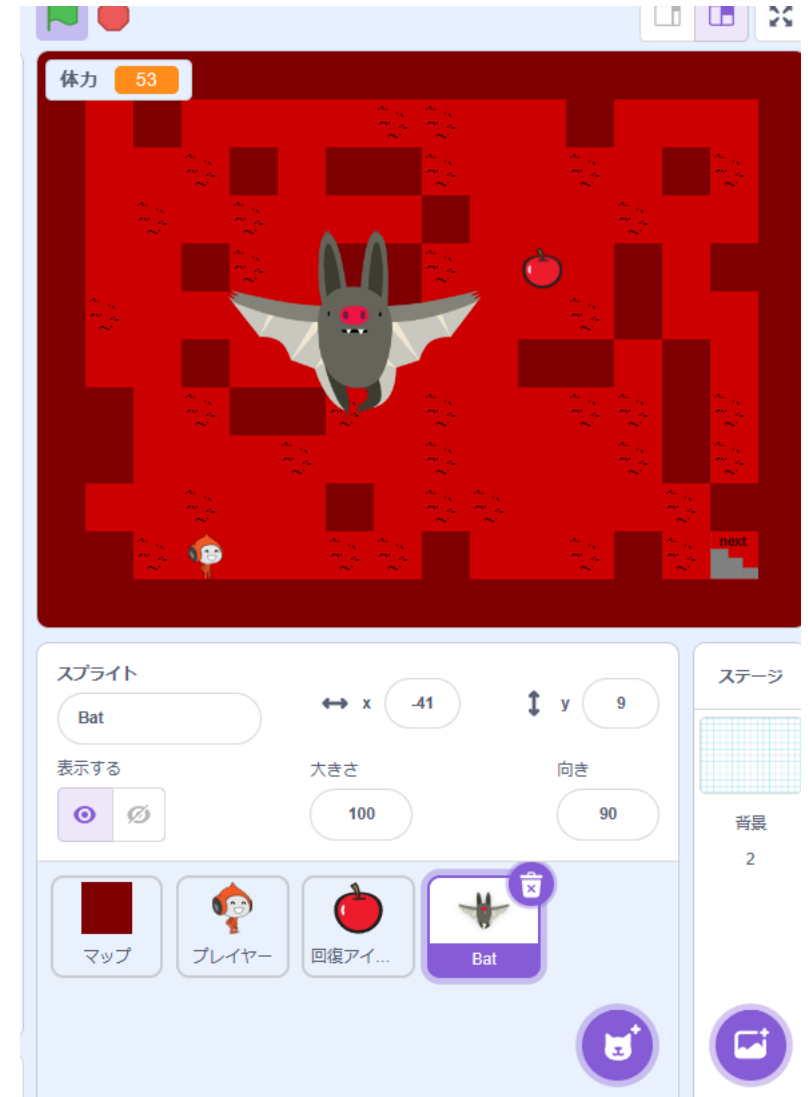 体力 53
next
スプライト
ステージ
Bat
x -41
y 9
表示する
大きさ
向き
100
90
背景
2
マップ
プレイヤー
回復アイ...
Bat